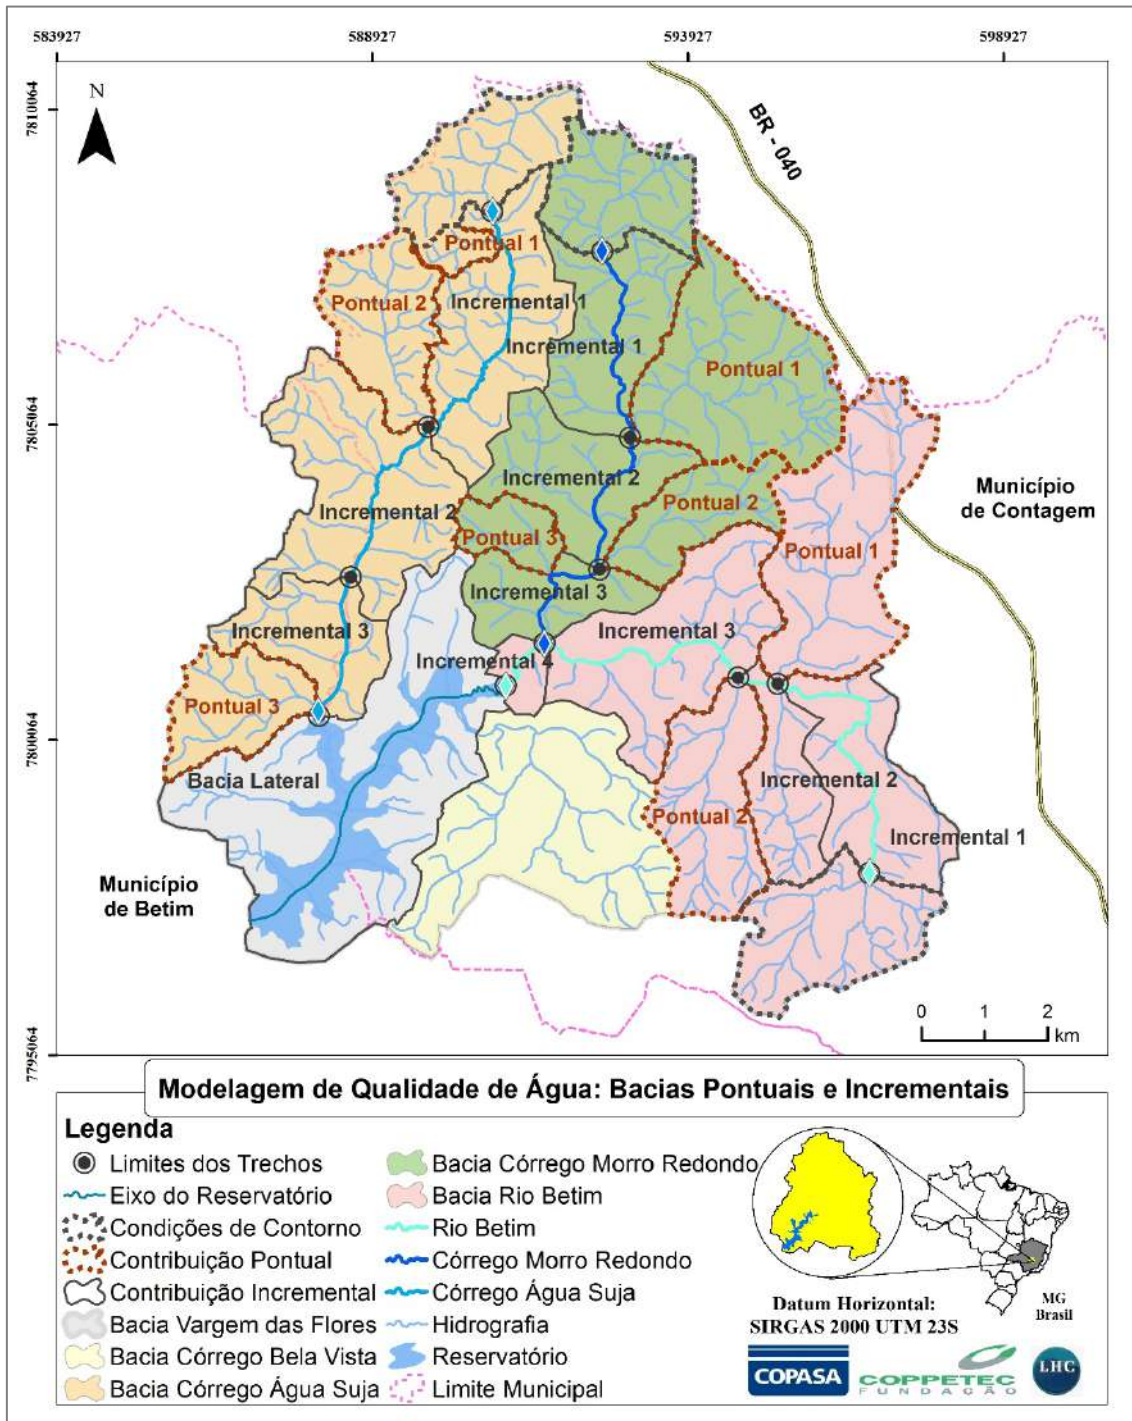 583927
588927
593927
598927
7810064
N
BR - 040
Pontual 1
Pontual 2
Incremental 1
Incremental 1
Pontual 1
7805064
Incremental 2
Pontual 2
Município
de Contagem
Incremental 2
Pontual 3
Pontual 1
Incremental 3
Incremental 3
Incremental 3
Incremental 4
Pontual 3
7800064
Bacia Lateral
Incremental 2
Pontual 2
Incremental 1
Município
de Betim
0 1 2
km
7795064
Modelagem de Qualidade de Água: Bacias Pontuais e Incrementais
Legenda
Limites dos Trechos
Eixo do Reservatório
Condições de Contorno
Contribuição Pontual
Contribuição Incremental
Bacia Vargem das Flores
Bacia Córrego Bela Vista
Bacia Córrego Água Suja
Bacia Córrego Morro Redondo
Bacia Rio Betim
Rio Betim
Córrego Morro Redondo
Córrego Água Suja
Hidrografia
Reservatório
Limite Municipal
MG
Brasil
Datum Horizontal:
SIRGAS 2000 UTM 23S
COPASA
COPPETEC
FUNDAÇÃO
LHC